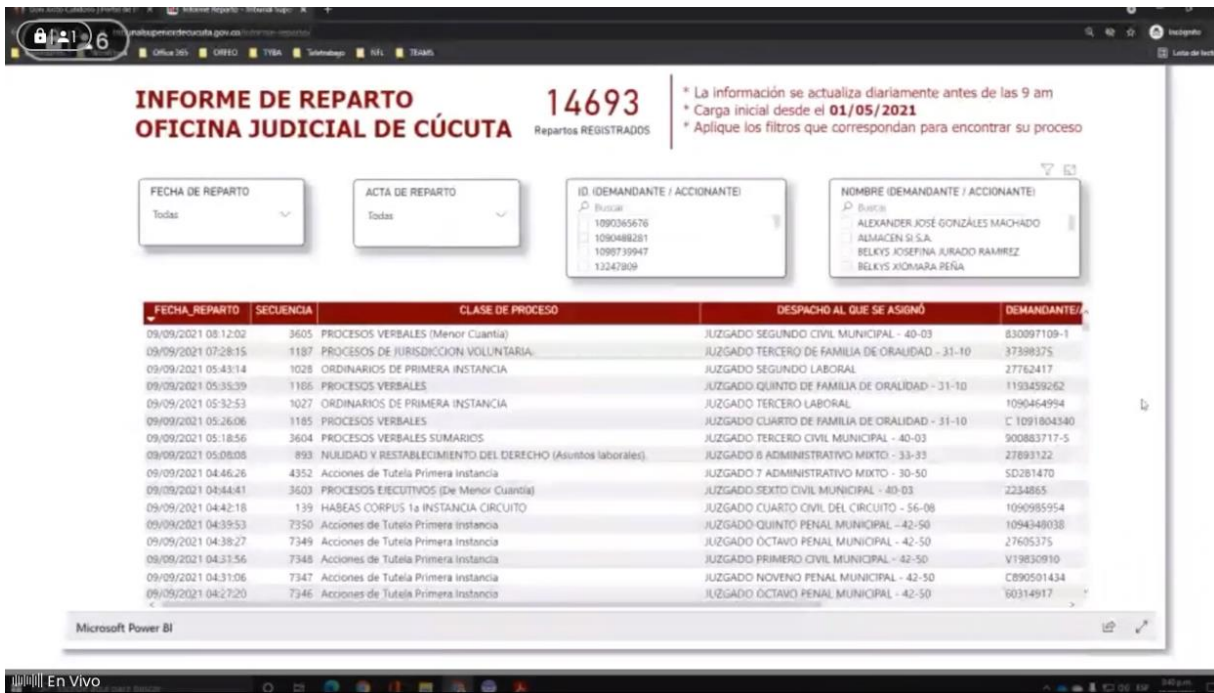 Informe Reparto - Tribunal Supe
unalsuperiordecucuta.gov.co
1
6
Incógnito
Office 365 ORFEO TYBA Teletrabajo TEAMS
Lista de lect
INFORME DE REPARTO
OFICINA JUDICIAL DE CÚCUTA
14693
Repartos REGISTRADOS
* La información se actualiza diariamente antes de las 9 am
* Carga inicial desde el 01/05/2021
* Aplique los filtros que correspondan para encontrar su proceso
FECHA DE REPARTO
Todas
ACTA DE REPARTO
Todas
ID. (DEMANDANTE / ACCIONANTE)
Buscar
1090365676
1090489281
1098739947
13247809
NOMBRE (DEMANDANTE / ACCIONANTE)
Buscar
ALEXANDER JOSÉ GONZÁLES MACHADO
ALMACEN SI S.A.
BELKYS JOSEFINA JURADO RAMIREZ
BELKYS XIOMARA PEÑA
FECHA_REPARTO SECUENCIA CLASE DE PROCESO DESPACHO AL QUE SE ASIGNÓ DEMANDANTE/A
09/09/2021 08:12:02 3605 PROCESOS VERBALES (Menor Cuantía) JUZGADO SEGUNDO CIVIL MUNICIPAL - 40-03 830097109-1
09/09/2021 07:28:15 1187 PROCESOS DE JURISDICCION VOLUNTARIA JUZGADO TERCERO DE FAMILIA DE ORALIDAD - 31-10 37398375
09/09/2021 05:43:14 1028 ORDINARIOS DE PRIMERA INSTANCIA JUZGADO SEGUNDO LABORAL 27762417
09/09/2021 05:35:39 1186 PROCESOS VERBALES JUZGADO QUINTO DE FAMILIA DE ORALIDAD - 31-10 1193459262
09/09/2021 05:32:53 1027 ORDINARIOS DE PRIMERA INSTANCIA JUZGADO TERCERO LABORAL 1090464994
09/09/2021 05:26:06 1185 PROCESOS VERBALES JUZGADO CUARTO DE FAMILIA DE ORALIDAD - 31-10 C 1091804340
09/09/2021 05:18:56 3604 PROCESOS VERBALES SUMARIOS JUZGADO TERCERO CIVIL MUNICIPAL - 40-03 900883717-5
09/09/2021 05:08:08 893 NULIDAD Y RESTABLECIMIENTO DEL DERECHO (Asuntos laborales) JUZGADO 8 ADMINISTRATIVO MIXTO - 33-33 27893122
09/09/2021 04:46:26 4352 Acciones de Tutela Primera Instancia JUZGADO 7 ADMINISTRATIVO MIXTO - 30-50 SD281470
09/09/2021 04:44:41 3603 PROCESOS EJECUTIVOS (De Menor Cuantía) JUZGADO SEXTO CIVIL MUNICIPAL - 40-03 2234865
09/09/2021 04:42:18 139 HABEAS CORPUS 1a INSTANCIA CIRCUITO JUZGADO CUARTO CIVIL DEL CIRCUITO - 56-08 1090985954
09/09/2021 04:39:53 7350 Acciones de Tutela Primera Instancia JUZGADO QUINTO PENAL MUNICIPAL - 42-50 1094348038
09/09/2021 04:38:27 7349 Acciones de Tutela Primera Instancia JUZGADO OCTAVO PENAL MUNICIPAL - 42-50 27605375
09/09/2021 04:31:56 7348 Acciones de Tutela Primera Instancia JUZGADO PRIMERO CIVIL MUNICIPAL - 42-50 V19830910
09/09/2021 04:31:06 7347 Acciones de Tutela Primera Instancia JUZGADO NOVENO PENAL MUNICIPAL - 42-50 C890501434
09/09/2021 04:27:20 7346 Acciones de Tutela Primera Instancia JUZGADO OCTAVO PENAL MUNICIPAL - 42-50 60314917
Microsoft Power BI
En Vivo